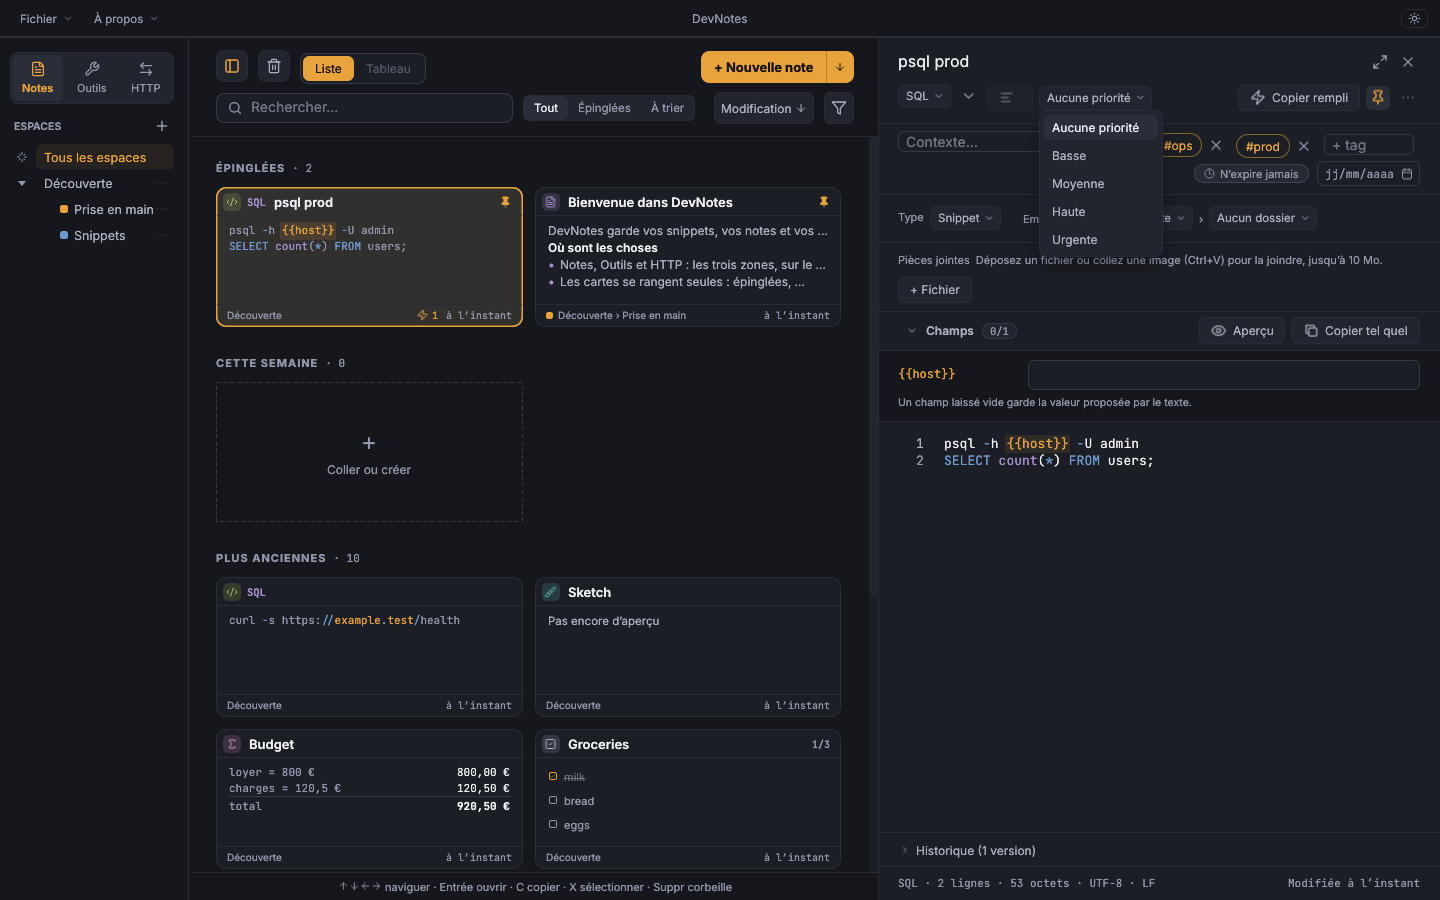 Fichier
À propos
DevNotes
Notes
Outils
HTTP
ESPACES
Tous les espaces
Découverte
Prise en main
Snippets
Liste
Tableau
+ Nouvelle note
Rechercher...
Tout
Épinglées
À trier
Modification
ÉPINGLÉES · 2
SQL psql prod
psql -h {{host}} -U admin
SELECT count(*) FROM users;
Découverte
1 à l’instant
Bienvenue dans DevNotes
DevNotes garde vos snippets, vos notes et vos ...
Où sont les choses
• Notes, Outils et HTTP : les trois zones, sur le ...
• Les cartes se rangent seules : épinglées, ...
Découverte › Prise en main
à l’instant
CETTE SEMAINE · 0
+
Coller ou créer
PLUS ANCIENNES · 10
SQL
curl -s https://example.test/health
Découverte
à l’instant
Sketch
Pas encore d’aperçu
Découverte
à l’instant
Budget
loyer = 800 € 800,00 €
charges = 120,5 € 120,50 €
total 920,50 €
Découverte
à l’instant
Groceries
1/3
milk
bread
eggs
Découverte
à l’instant
↑↓←→ naviguer · Entrée ouvrir · C copier · X sélectionner · Suppr corbeille
psql prod
SQL
Aucune priorité
Copier rempli
Aucune priorité
Basse
Moyenne
Haute
Urgente
Contexte...
#ops
#prod
+ tag
N’expire jamais
jj/mm/aaaa
Type
Snippet
Aucun dossier
Pièces jointes Déposez un fichier ou collez une image (Ctrl+V) pour la joindre, jusqu’à 10 Mo.
+ Fichier
Champs 0/1
Aperçu
Copier tel quel
{{host}}
Un champ laissé vide garde la valeur proposée par le texte.
1 psql -h {{host}} -U admin
2 SELECT count(*) FROM users;
Historique (1 version)
SQL · 2 lignes · 53 octets · UTF-8 · LF
Modifiée à l’instant